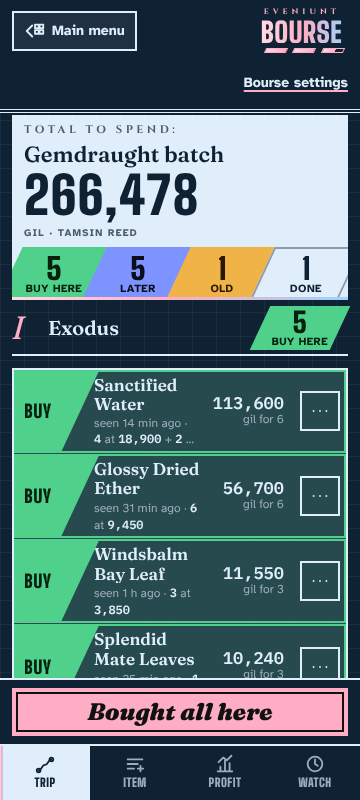 Main menu
EVENIUNT
BOURSE
Bourse settings
TOTAL TO SPEND:
Gemdraught batch
266,478
GIL · TAMSIN REED
5
BUY HERE
5
LATER
1
OLD
1
DONE
I
Exodus
5
BUY HERE
BUY
Sanctified
Water
seen 14 min ago ·
4 at 18,900 + 2 ...
113,600
gil for 6
...
BUY
Glossy Dried
Ether
seen 31 min ago · 6
at 9,450
56,700
gil for 6
...
BUY
Windsbalm
Bay Leaf
seen 1 h ago · 3 at
3,850
11,550
gil for 3
...
BUY
Splendid
Mate Leaves
10,240
gil for 3
...
Bought all here
TRIP
ITEM
PROFIT
WATCH